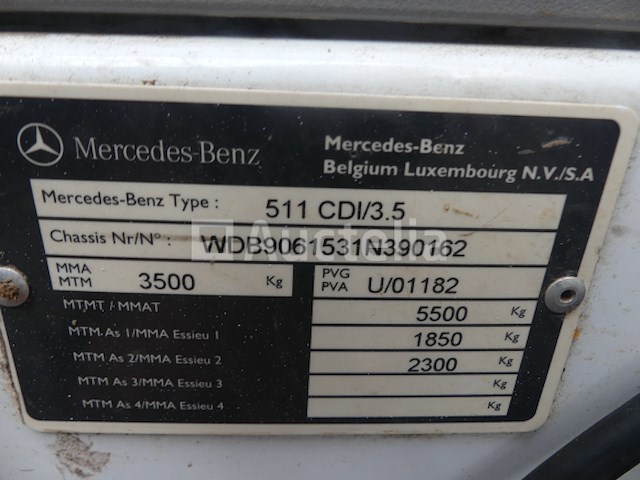 Mercedes-Benz
Mercedes-Benz
Belgium Luxembourg N.V./S.A
Mercedes-Benz Type : 511 CDI/3.5
Chassis Nr/N° : WDB9061531N390162
MMA
MTM 3500 Kg
PVG
PVA U/01182
MTMT / MMAT 5500 Kg
MTM As 1/MMA Essieu 1 1850 Kg
MTM As 2/MMA Essieu 2 2300 Kg
MTM As 3/MMA Essieu 3 Kg
MTM As 4/MMA Essieu 4 Kg
Auctelia